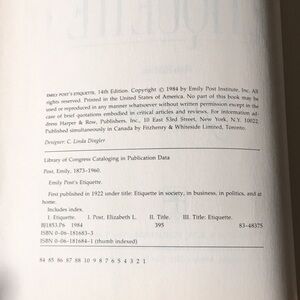 EMILY POST'S ETIQUETTE. 14th Edition. Copyright © 1984 by Emily Post Institute, Inc. All
rights reserved. Printed in the United States of America. No part of this book may be
used or reproduced in any manner whatsoever without written permission except in the
case of brief quotations embodied in critical articles and reviews. For information ad-
dress Harper & Row, Publishers, Inc., 10 East 53rd Street, New York, N.Y. 10022.
Published simultaneously in Canada by Fitzhenry & Whiteside Limited, Toronto.
Designer: C. Linda Dingler
Library of Congress Cataloging in Publication Data
Post, Emily, 1873–1960.
Emily Post's Etiquette.
First published in 1922 under title: Etiquette in society, in business, in politics, and at
home.
Includes index.
1. Etiquette. I. Post, Elizabeth L. II. Title. III. Title: Etiquette.
BJ1853.P6 1984 395 83-48375
ISBN 0-06-181683-3
ISBN 0-06-181684-1 (thumb indexed)
84 85 86 87 88 10 9 8 7 6 5 4 3 2 1